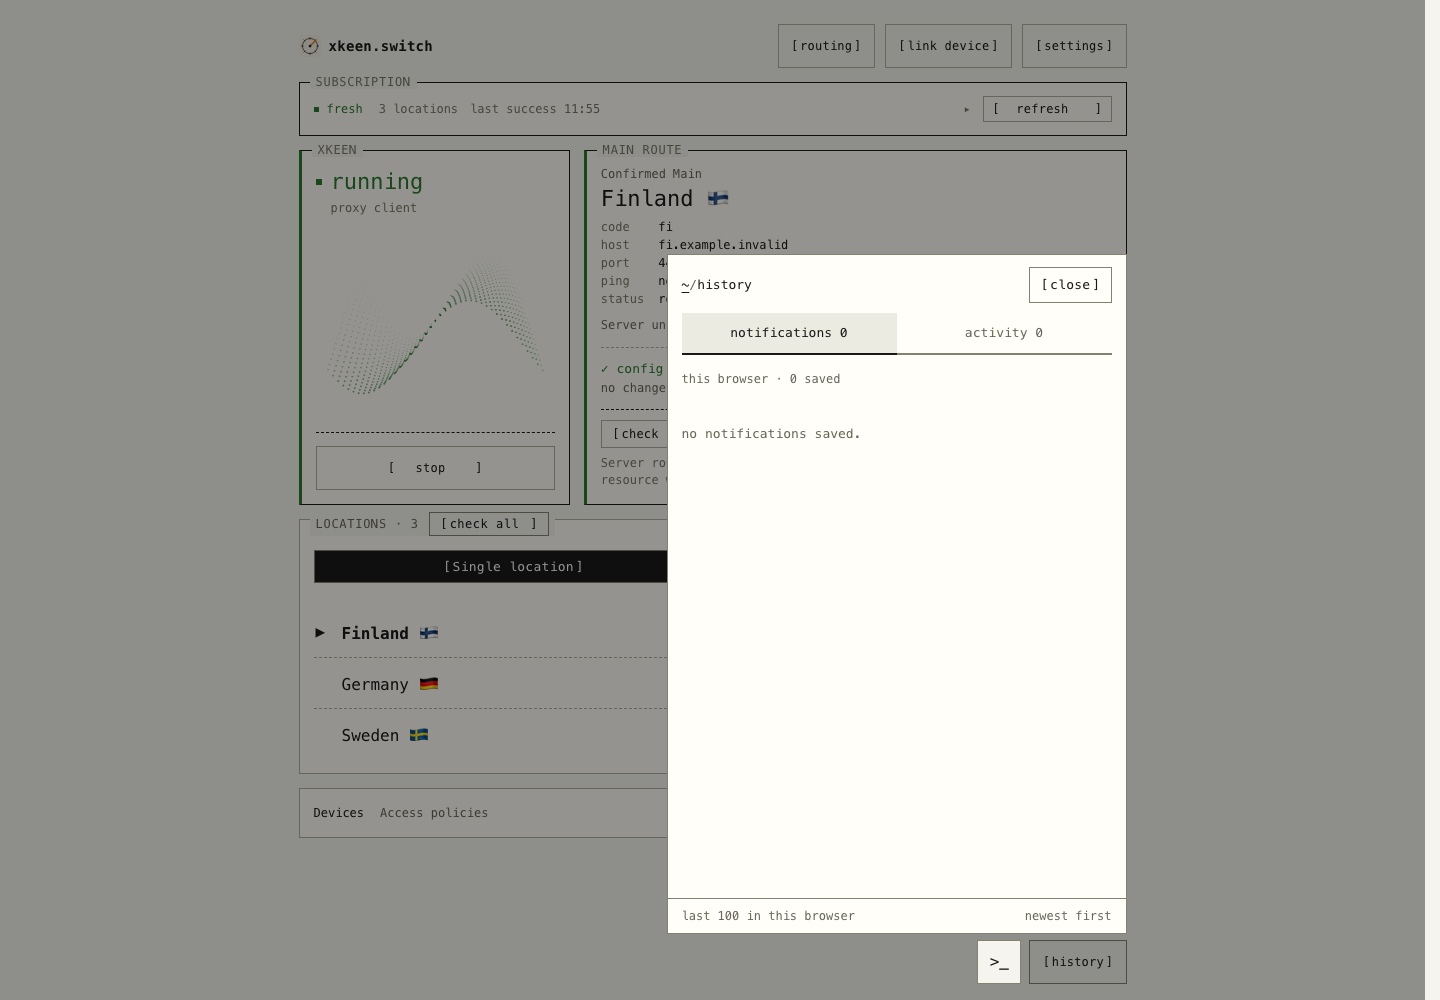 xkeen.switch
[routing] [link device] [settings]
SUBSCRIPTION
fresh 3 locations last success 11:55
[ refresh ]
XKEEN
running
proxy client
[ stop ]
MAIN ROUTE
Confirmed Main
Finland
code fi
host fi.example.invalid
port
ping
status
Server
✓ config
no change
[check
Server
resource
~/history
[close]
notifications 0
activity 0
this browser · 0 saved
no notifications saved.
last 100 in this browser
newest first
LOCATIONS · 3 [check all ]
[Single location]
▶ Finland
Germany
Sweden
Devices Access policies
>_
[history]